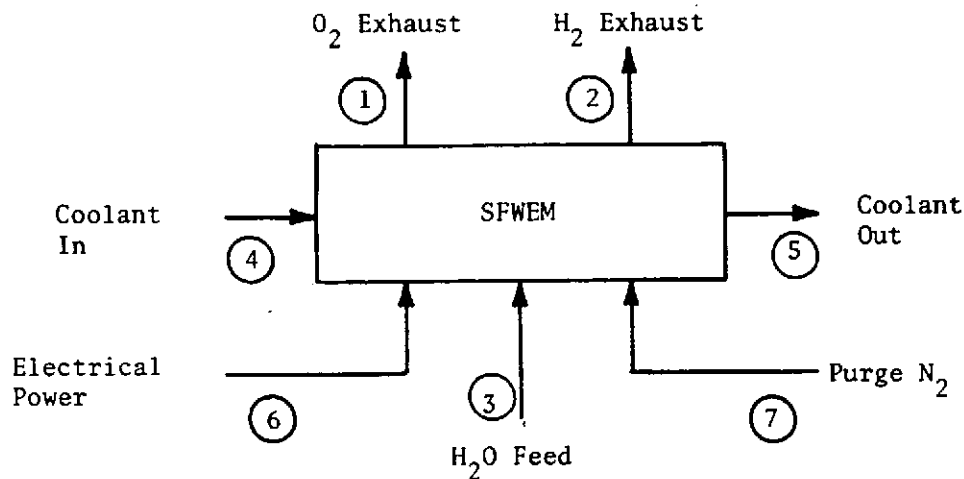 O2 Exhaust
H2 Exhaust
1
2
Coolant
In
4
SFWEM
Coolant
Out
5
Electrical
Power
6
3
H2O Feed
Purge N2
7